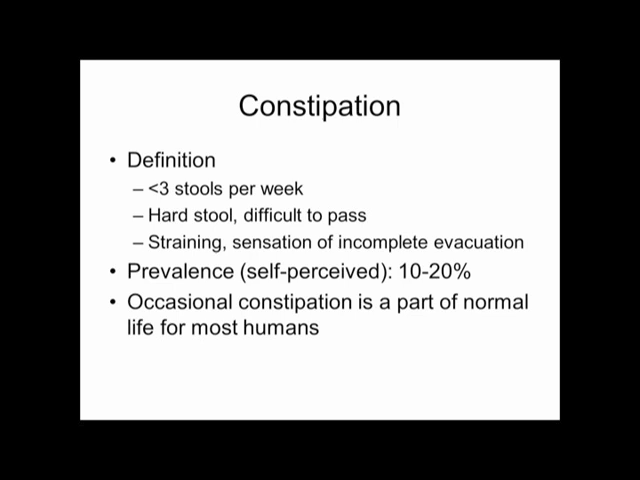 Constipation
• Definition
– <3 stools per week
– Hard stool, difficult to pass
– Straining, sensation of incomplete evacuation
• Prevalence (self-perceived): 10-20%
• Occasional constipation is a part of normal
life for most humans